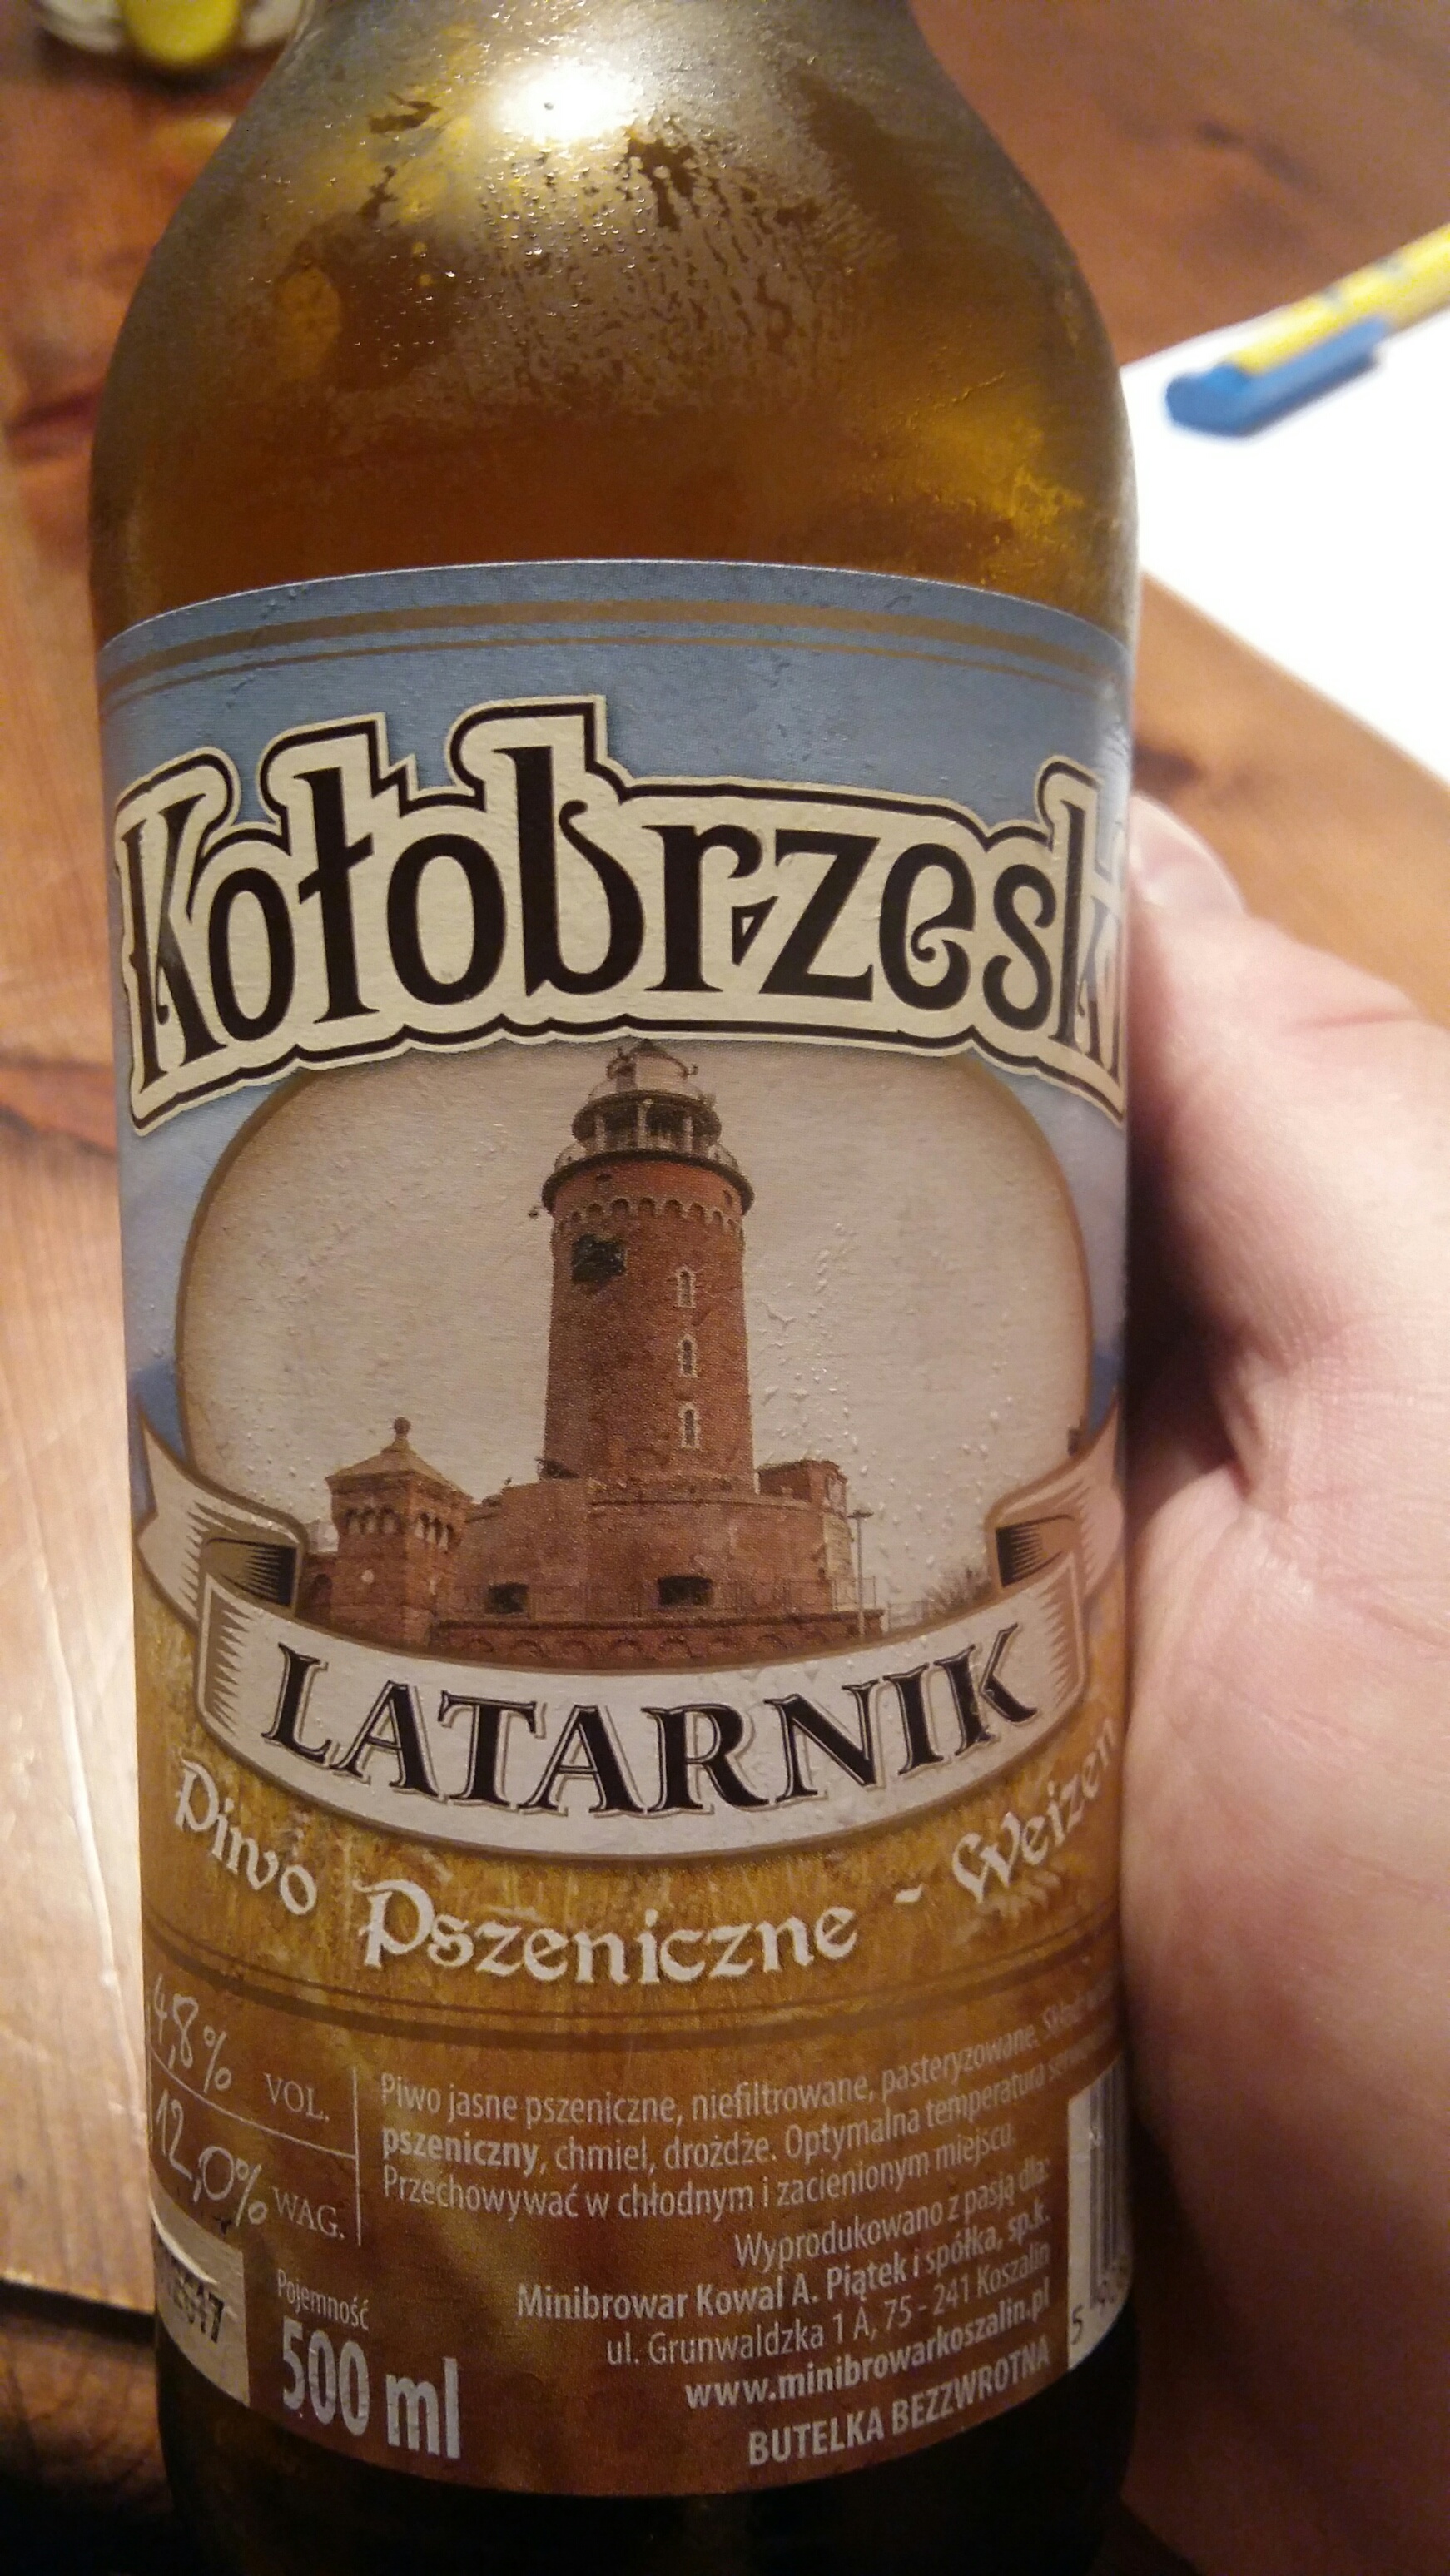 Kołobrzeski
LATARNIK
Piwo Pszeniczne - Weizen
4,8% VOL.
12,0% WAG.
Piwo jasne pszeniczne, niefiltrowane, pasteryzowane.
pszeniczny, chmiel, drożdże. Optymalna temperatura
Przechowywać w chłodnym i zacienionym miejscu.
Wyprodukowano z pasją dla:
Minibrowar Kowal A. Piątek i spółka, sp.k.
ul. Grunwaldzka 1 A, 75 - 241 Koszalin
www.minibrowarkoszalin.pl
BUTELKA BEZZWROTNA
Pojemność
500 ml
5